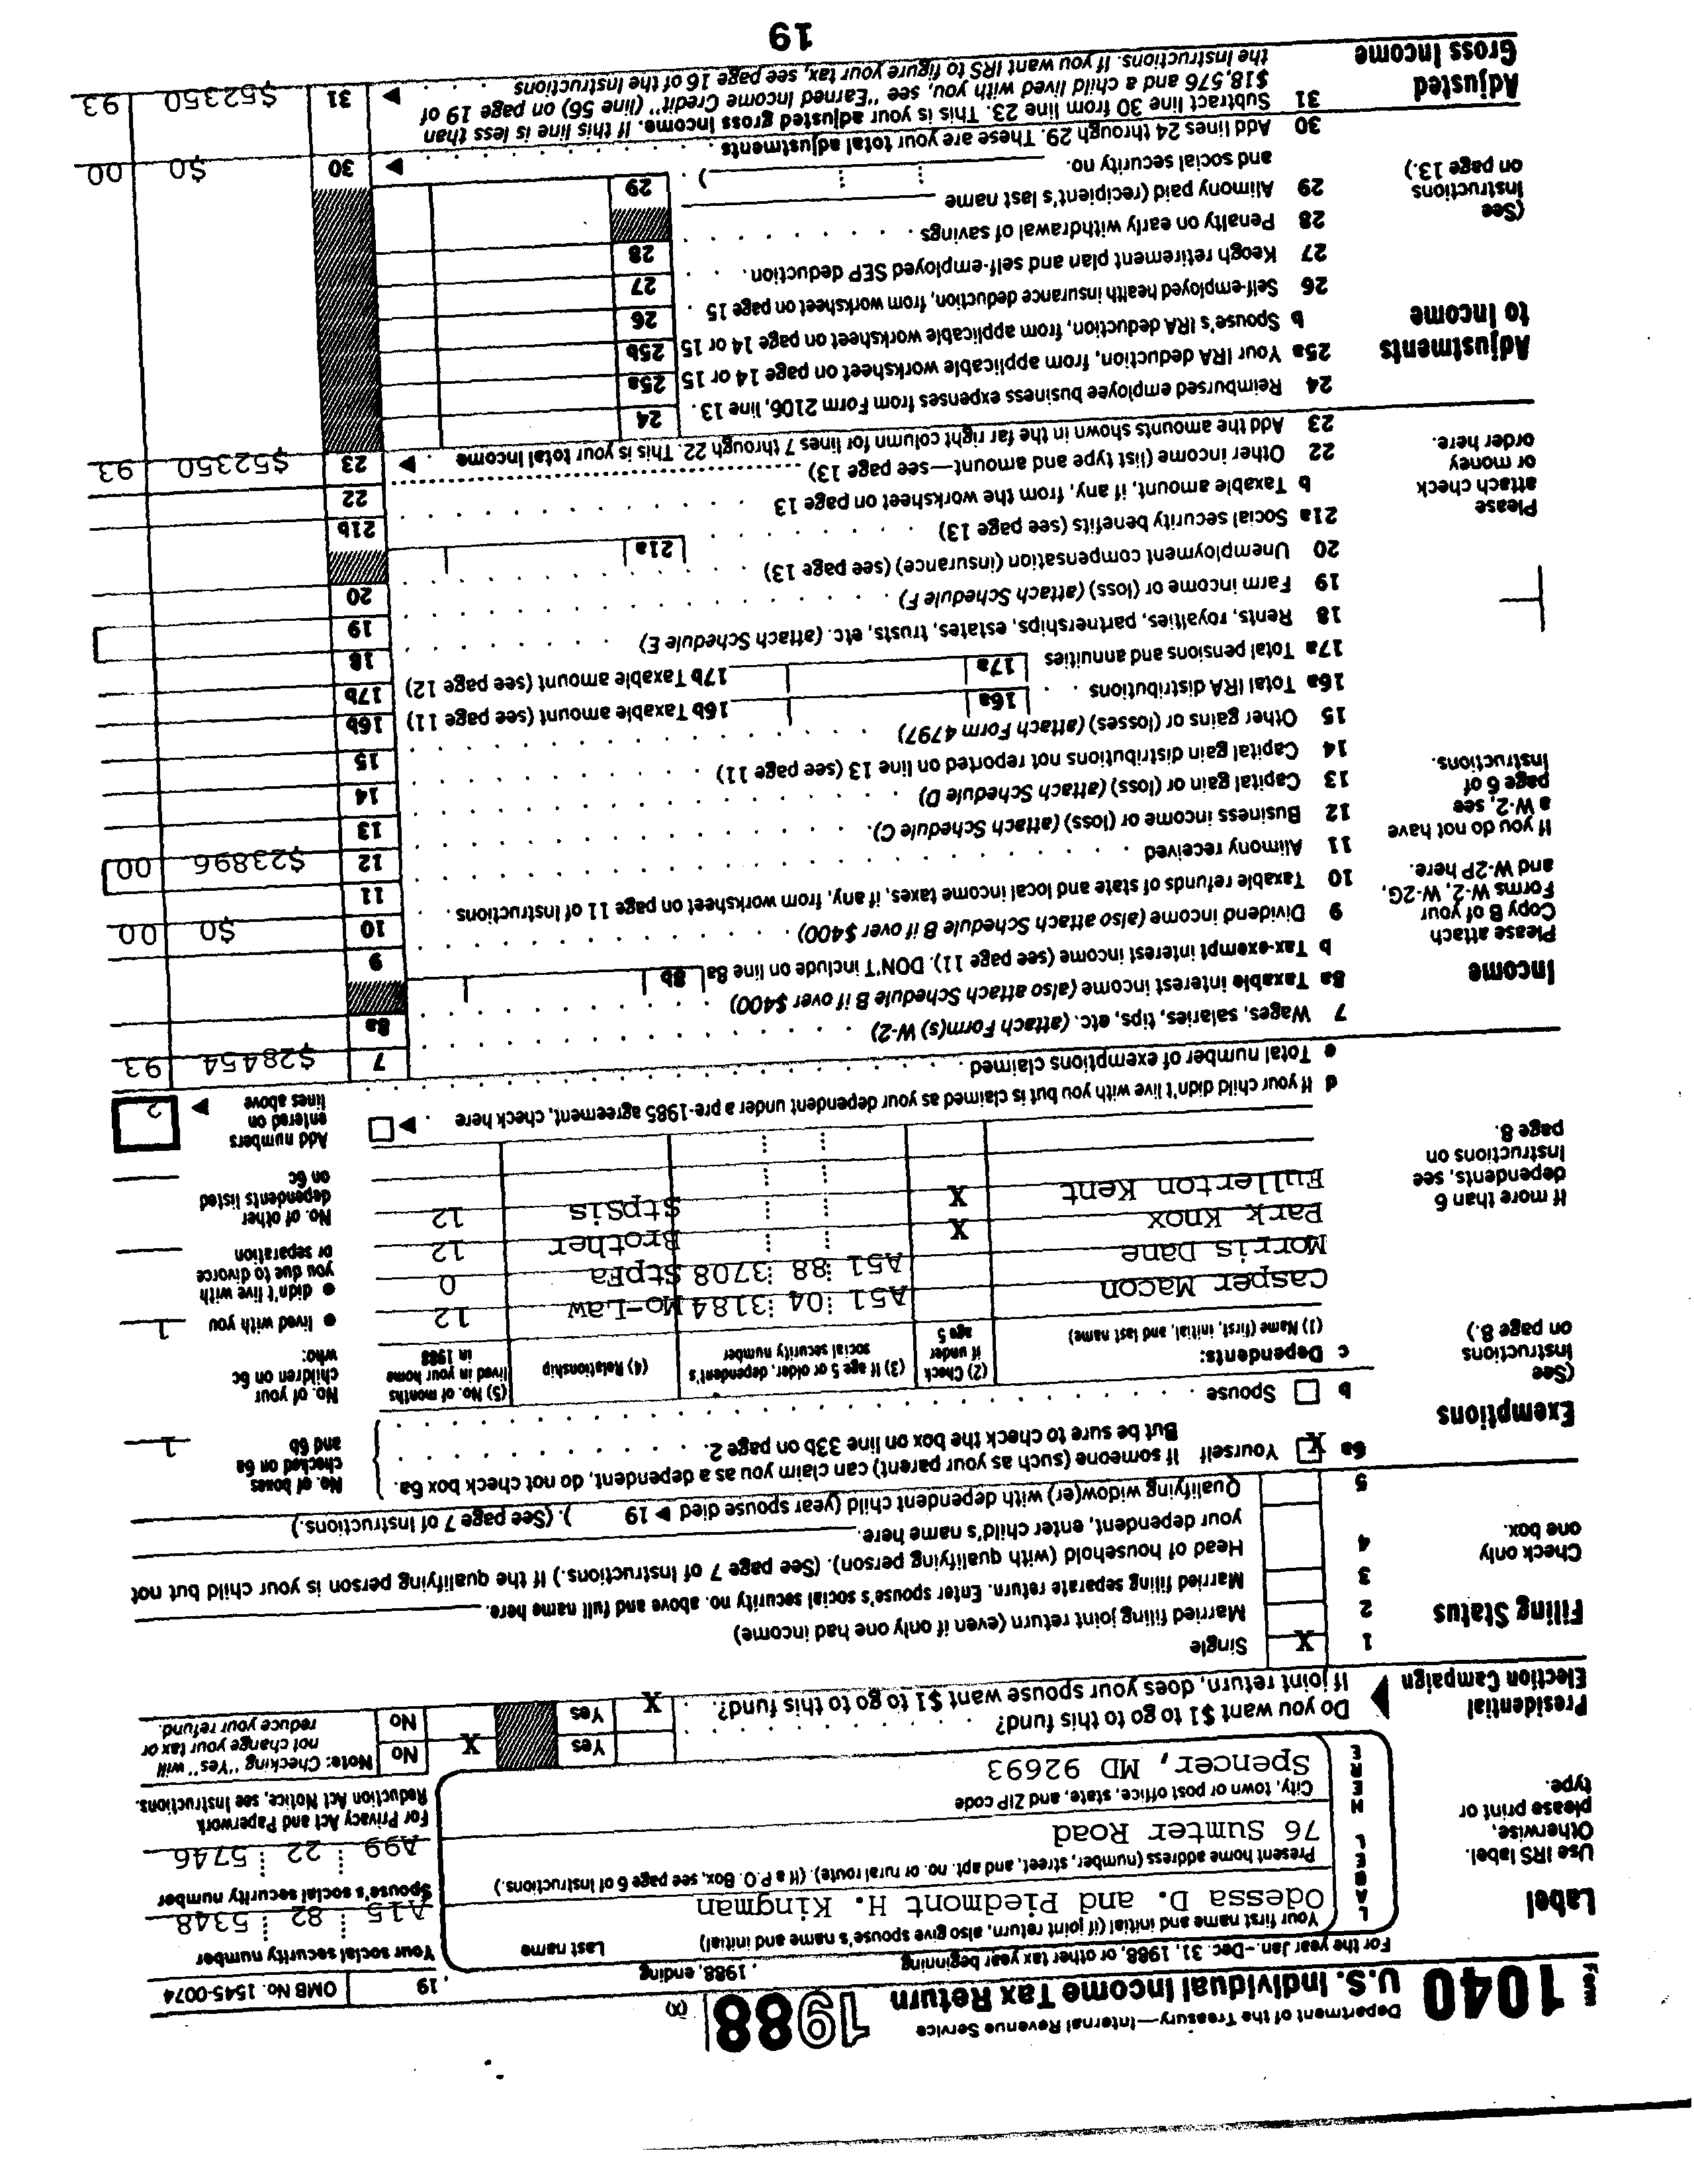 Form 1040 Department of the Treasury—Internal Revenue Service
U.S. Individual Income Tax Return 1988 (X)
For the year Jan.–Dec. 31, 1988, or other tax year beginning , 1988, ending , 19 OMB No. 1545-0074
Label
Use IRS label. Otherwise, please print or type.
LABEL HERE
Your first name and initial (if joint return, also give spouse's name and initial) Last name
Odessa D. and Piedmont H. Kingman
Your social security number
A15 82 5348
Present home address (number, street, and apt. no. or rural route). (If a P.O. Box, see page 6 of Instructions.)
76 Sumter Road
Spouse's social security number
A99 22 5746
City, town or post office, state, and ZIP code
Spencer, MD 92693
For Privacy Act and Paperwork Reduction Act Notice, see Instructions.
Presidential Election Campaign
Do you want $1 to go to this fund? Yes X No
If joint return, does your spouse want $1 to go to this fund? X Yes No
Note: Checking "Yes" will not change your tax or reduce your refund.
Filing Status
Check only one box.
1 X Single
2 Married filing joint return (even if only one had income)
3 Married filing separate return. Enter spouse's social security no. above and full name here.
4 Head of household (with qualifying person). (See page 7 of Instructions.) If the qualifying person is your child but not your dependent, enter child's name here.
5 Qualifying widow(er) with dependent child (year spouse died ▶ 19 ). (See page 7 of Instructions.)
Exemptions
(See Instructions on page 8.)
6a X Yourself If someone (such as your parent) can claim you as a dependent, do not check box 6a.
But be sure to check the box on line 33b on page 2.
b Spouse
No. of boxes checked on 6a and 6b 1
c Dependents:
(1) Name (first, initial, and last name)
(2) Check if under age 5
(3) If age 5 or older, dependent's social security number
(4) Relationship
(5) No. of months lived in your home in 1988
Casper Macon A51 04 3184 Mo-Law 12
Morris Dane A51 88 3708 StpFa 0
Park Knox X Brother 12
Fullerton Kent X StpSis 12
No. of your children on 6c who:
● lived with you 1
● didn't live with you due to divorce or separation
No. of other dependents listed on 6c
If more than 6 dependents, see Instructions on page 8.
d If your child didn't live with you but is claimed as your dependent under a pre-1985 agreement, check here ▶
e Total number of exemptions claimed
Add numbers entered on lines above ▶ 2
Income
Please attach Copy B of your Forms W-2, W-2G, and W-2P here.
If you do not have a W-2, see page 6 of Instructions.
7 Wages, salaries, tips, etc. (attach Form(s) W-2) 7 $28454 93
8a Taxable interest income (also attach Schedule B if over $400) 8a
b Tax-exempt interest income (see page 11). DON'T include on line 8a 8b
9 Dividend income (also attach Schedule B if over $400) 9
10 Taxable refunds of state and local income taxes, if any, from worksheet on page 11 of Instructions 10 $0 00
11 Alimony received 11
12 Business income or (loss) (attach Schedule C) 12 $23896 00
13 Capital gain or (loss) (attach Schedule D) 13
14 Capital gain distributions not reported on line 13 (see page 11) 14
15 Other gains or (losses) (attach Form 4797) 15
16a Total IRA distributions 16a 16b Taxable amount (see page 11) 16b
17a Total pensions and annuities 17a 17b Taxable amount (see page 12) 17b
18 Rents, royalties, partnerships, estates, trusts, etc. (attach Schedule E) 18
19 Farm income or (loss) (attach Schedule F) 19
20 Unemployment compensation (insurance) (see page 13) 20
21a Social security benefits (see page 13) 21a
b Taxable amount, if any, from the worksheet on page 13 21b
22 Other income (list type and amount—see page 13) 22
23 Add the amounts shown in the far right column for lines 7 through 22. This is your total income ▶ 23 $52350 93
Please attach check or money order here.
Adjustments to Income
(See Instructions on page 13.)
24 Reimbursed employee business expenses from Form 2106, line 13. 24
25a Your IRA deduction, from applicable worksheet on page 14 or 15 25a
b Spouse's IRA deduction, from applicable worksheet on page 14 or 15 25b
26 Self-employed health insurance deduction, from worksheet on page 15 26
27 Keogh retirement plan and self-employed SEP deduction 27
28 Penalty on early withdrawal of savings 28
29 Alimony paid (recipient's last name
and social security no. ) 29
30 Add lines 24 through 29. These are your total adjustments ▶ 30 $0 00
Adjusted Gross Income
31 Subtract line 30 from line 23. This is your adjusted gross income. If this line is less than $18,576 and a child lived with you, see "Earned Income Credit" (line 56) on page 19 of the Instructions. If you want IRS to figure your tax, see page 16 of the Instructions ▶ 31 $52350 93
19